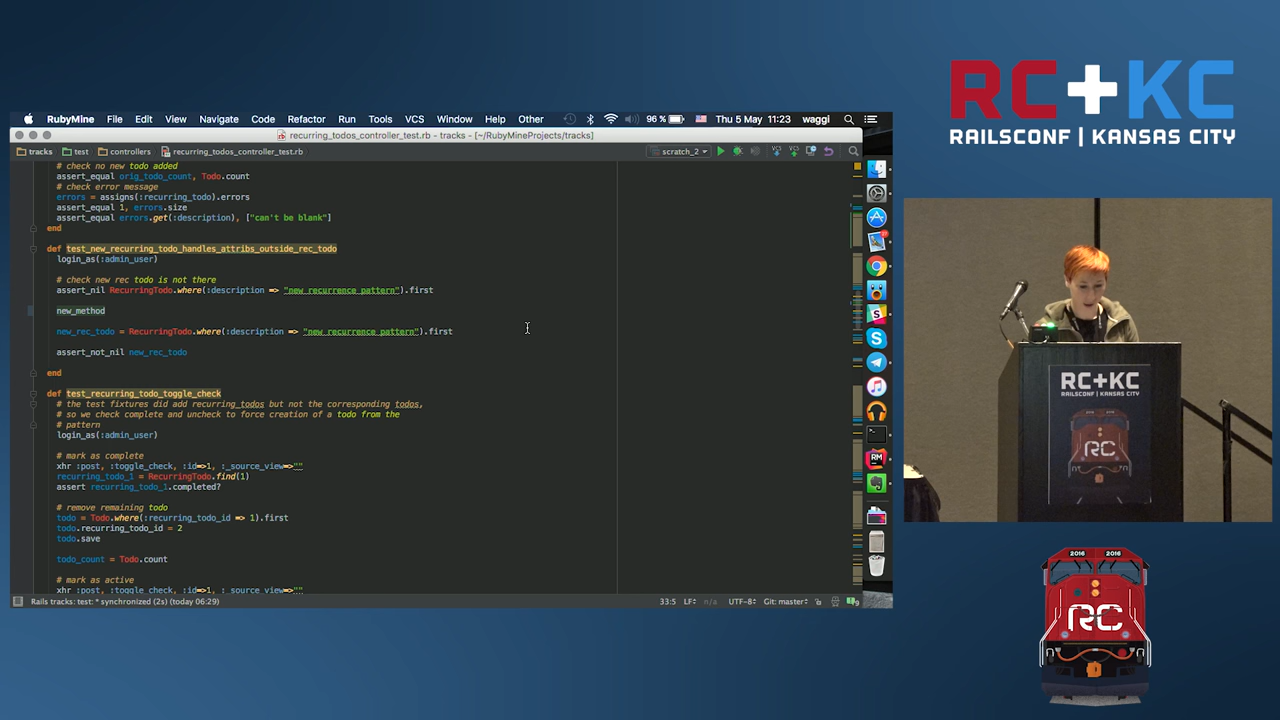 RubyMine File Edit View Navigate Code Refactor Run Tools VCS Window Help Other 96 % Thu 5 May 11:23 waggi
recurring_todos_controller_test.rb - tracks - [~/RubyMineProjects/tracks]
tracks test controllers recurring_todos_controller_test.rb scratch_2
# check no new todo added
assert_equal orig_todo_count, Todo.count
# check error message
errors = assigns(:recurring_todo).errors
assert_equal 1, errors.size
assert_equal errors.get(:description), ["can't be blank"]
end
def test_new_recurring_todo_handles_attribs_outside_rec_todo
login_as(:admin_user)
# check new rec todo is not there
assert_nil RecurringTodo.where(:description => "new recurrence pattern").first
new_method
new_rec_todo = RecurringTodo.where(:description => "new recurrence pattern").first
assert_not_nil new_rec_todo
end
def test_recurring_todo_toggle_check
# the test fixtures did add recurring_todos but not the corresponding todos,
# so we check complete and uncheck to force creation of a todo from the
# pattern
login_as(:admin_user)
# mark as complete
xhr :post, :toggle_check, :id=>1, :_source_view=>""
recurring_todo_1 = RecurringTodo.find(1)
assert recurring_todo_1.completed?
# remove remaining todo
todo = Todo.where(:recurring_todo_id => 1).first
todo.recurring_todo_id = 2
todo.save
todo_count = Todo.count
# mark as active
xhr :post, :toggle_check, :id=>1, :_source_view=>""
Rails tracks: test: * synchronized (2s) (today 06:29) 33:5 LF n/a UTF-8 Git: master
RC+KC
RAILSCONF | KANSAS CITY
RC+KC
RAILSCONF | KANSAS CITY
RC
2016 2016
RC